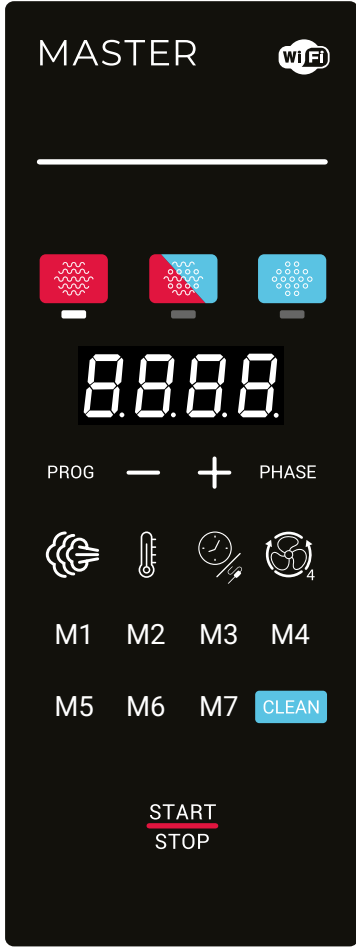 MASTER WiFi
8.8.8.8.
PROG − + PHASE
4
M1 M2 M3 M4
M5 M6 M7 CLEAN
START
STOP